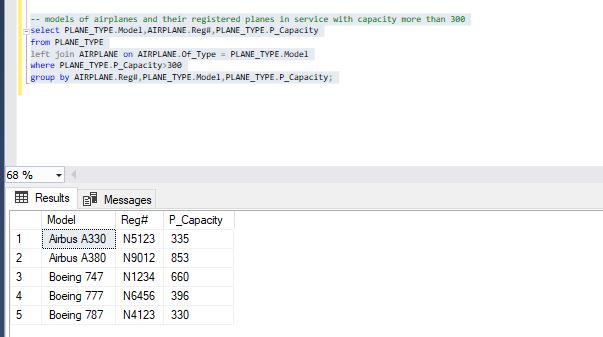 -- models of airplanes and their registered planes in service with capacity more than 300
select PLANE_TYPE.Model,AIRPLANE.Reg#,PLANE_TYPE.P_Capacity
from PLANE_TYPE
left join AIRPLANE on AIRPLANE.Of_Type = PLANE_TYPE.Model
where PLANE_TYPE.P_Capacity>300
group by AIRPLANE.Reg#,PLANE_TYPE.Model,PLANE_TYPE.P_Capacity;
68 %
Results Messages
Model Reg# P_Capacity
1 Airbus A330 N5123 335
2 Airbus A380 N9012 853
3 Boeing 747 N1234 660
4 Boeing 777 N6456 396
5 Boeing 787 N4123 330